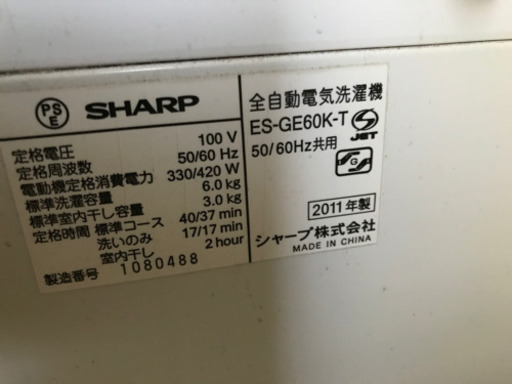 PS E SHARP
定格電圧 100 V
定格周波数 50/60 Hz
電動機定格消費電力 330/420 W
標準洗濯容量 6.0 kg
標準室内干し容量 3.0 kg
定格時間 標準コース 40/37 min
洗いのみ 17/17 min
室内干し 2 hour
製造番号 1080488
全自動電気洗濯機
ES-GE60K-T
S JET
50/60Hz共用
G
2011年製
シャープ株式会社
MADE IN CHINA